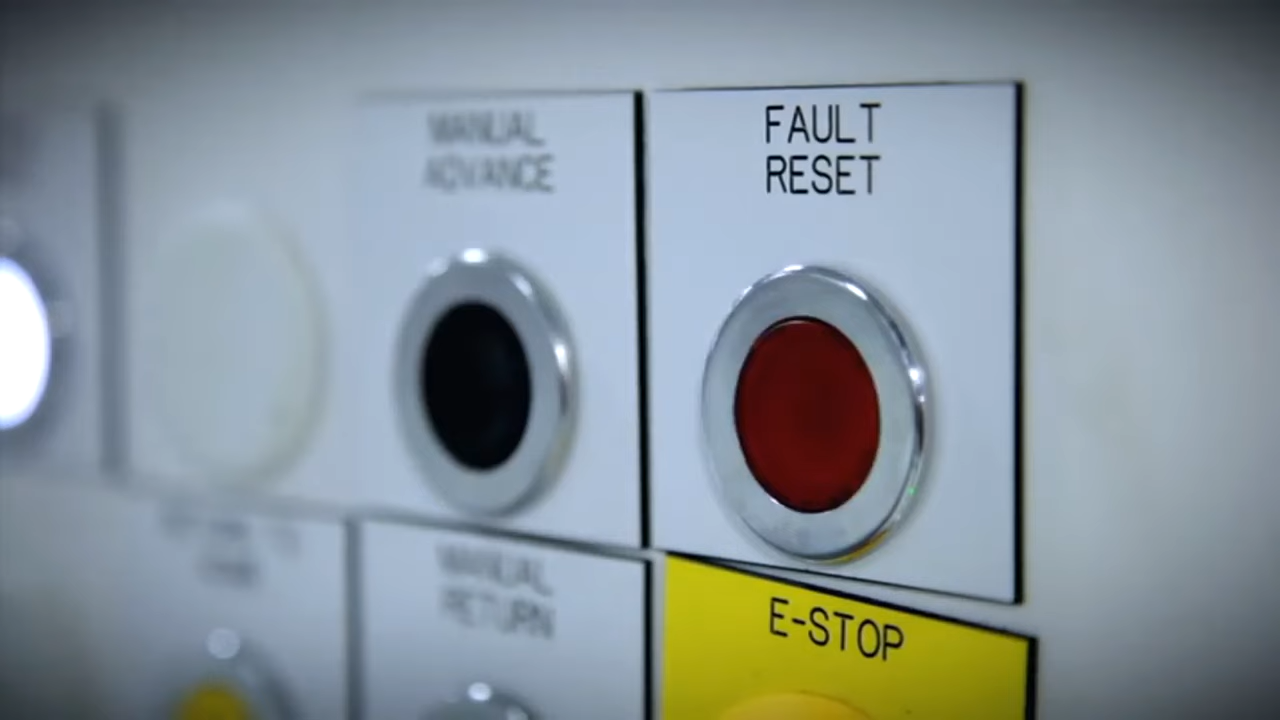 MANUAL
ADVANCE
FAULT
RESET
MANUAL
RETURN
E-STOP